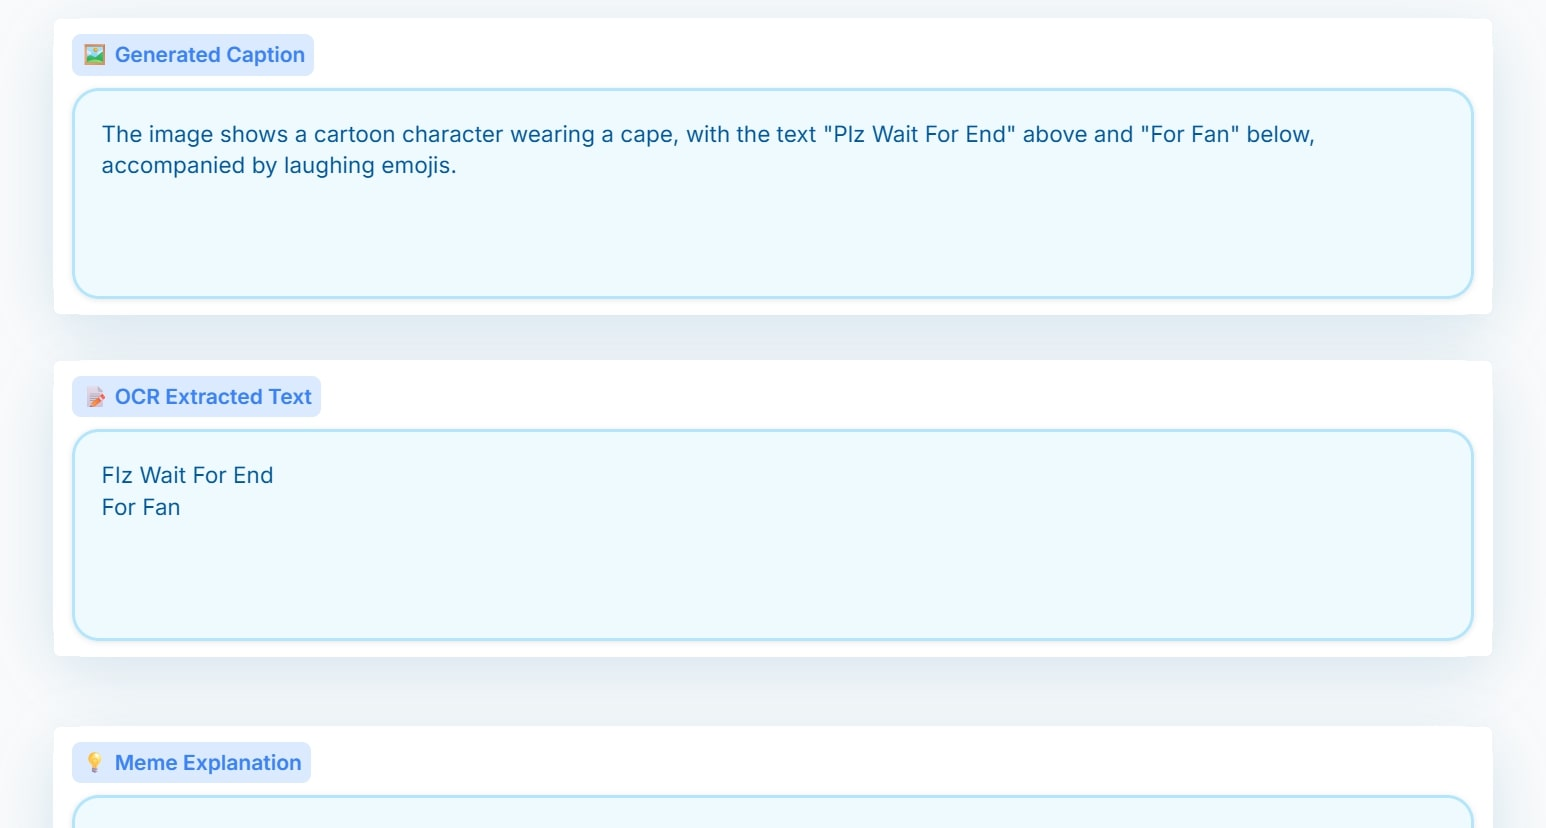 Generated Caption
The image shows a cartoon character wearing a cape, with the text "Plz Wait For End" above and "For Fan" below,
accompanied by laughing emojis.
OCR Extracted Text
Flz Wait For End
For Fan
Meme Explanation